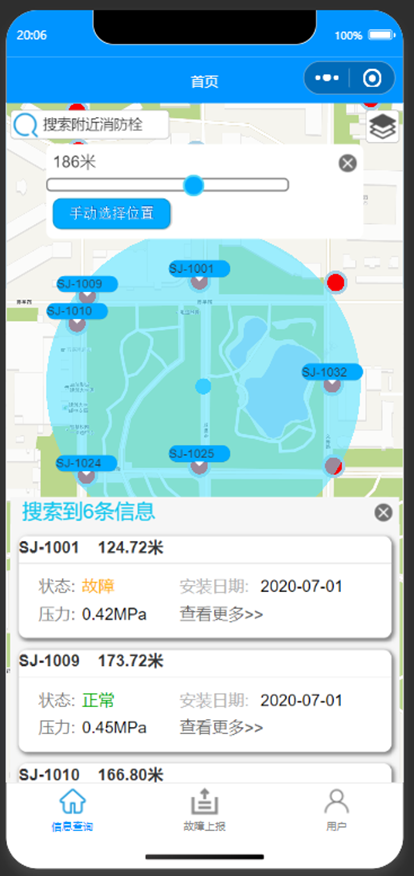 20:06 100%
首页
搜索附近消防栓
186米
手动选择位置
SJ-1001
SJ-1009
SJ-1010
SJ-1032
SJ-1025
SJ-1024
搜索到6条信息
SJ-1001 124.72米
状态: 故障 安装日期: 2020-07-01
压力: 0.42MPa 查看更多>>
SJ-1009 173.72米
状态: 正常 安装日期: 2020-07-01
压力: 0.45MPa 查看更多>>
SJ-1010 166.80米
信息查询 故障上报 用户